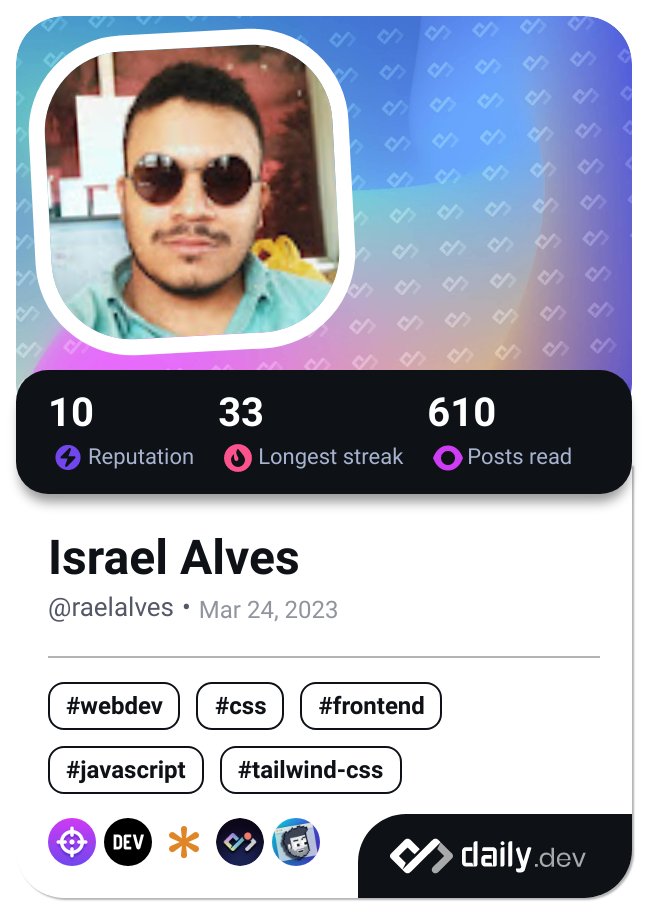 10 33 610
Reputation Longest streak Posts read
Israel Alves
@raelalves • Mar 24, 2023
#webdev #css #frontend
#javascript #tailwind-css
DEV daily.dev